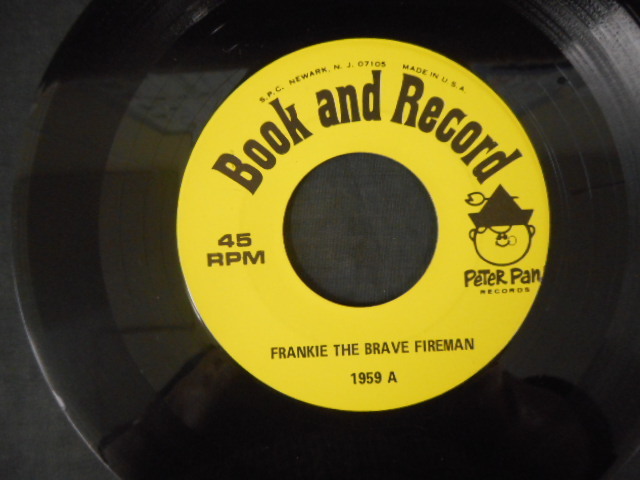 S.P.C. NEWARK, N. J. 07105 MADE IN U.S.A.
Book and Record
45
RPM
PETER PAN
RECORDS
FRANKIE THE BRAVE FIREMAN
1959 A